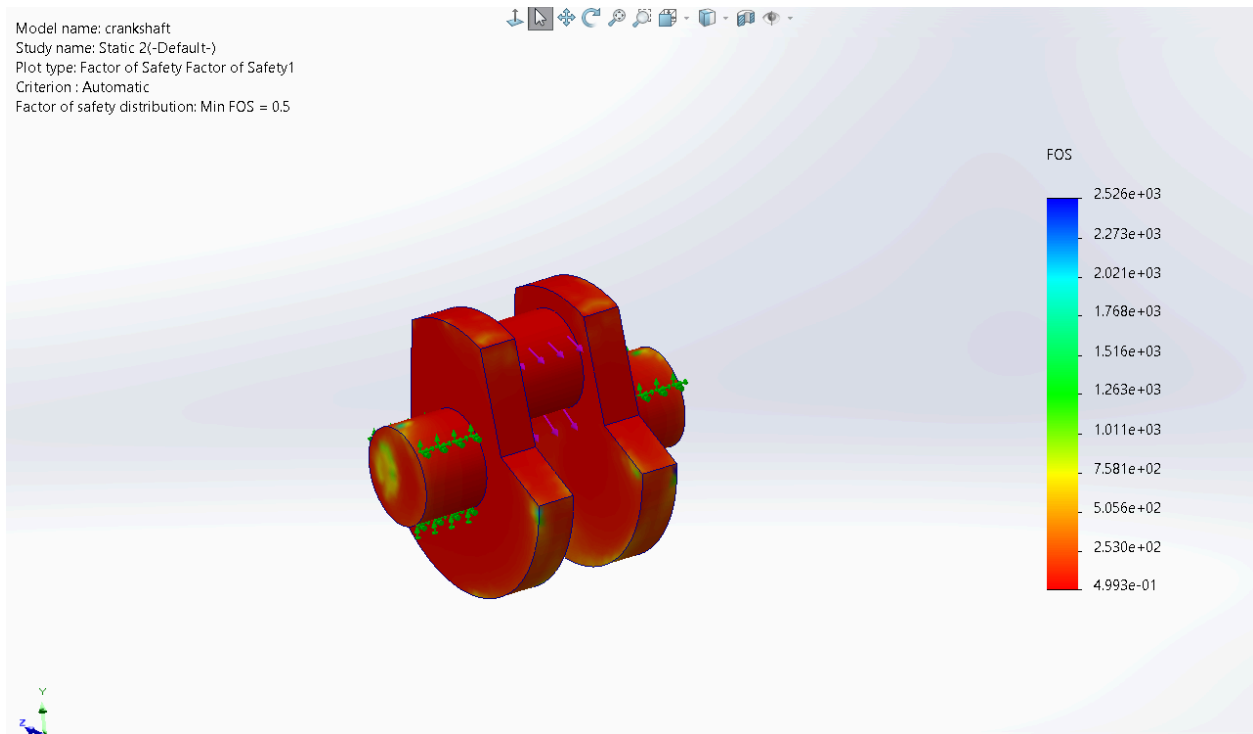 Model name: crankshaft
Study name: Static 2(-Default-)
Plot type: Factor of Safety Factor of Safety1
Criterion : Automatic
Factor of safety distribution: Min FOS = 0.5
FOS
2.526e+03
2.273e+03
2.021e+03
1.768e+03
1.516e+03
1.263e+03
1.011e+03
7.581e+02
5.056e+02
2.530e+02
4.993e-01
Y
Z